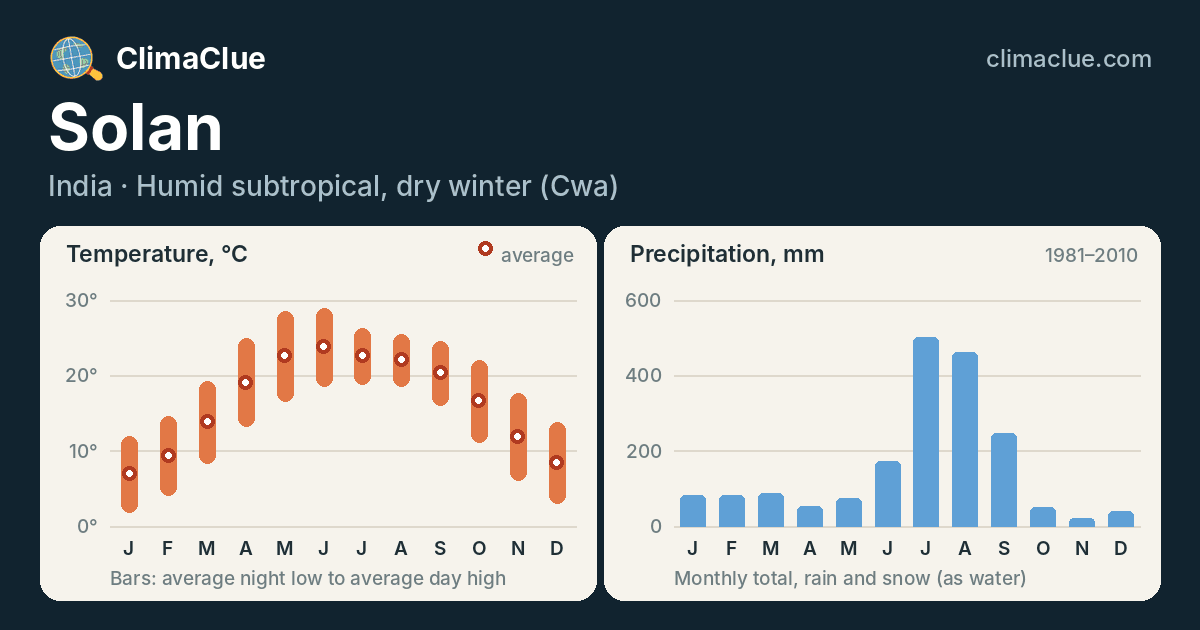 ClimaClue
climaclue.com
Solan
India · Humid subtropical, dry winter (Cwa)
Temperature, °C
average
30°
20°
10°
0°
J F M A M J J A S O N D
Bars: average night low to average day high
Precipitation, mm
1981–2010
600
400
200
0
J F M A M J J A S O N D
Monthly total, rain and snow (as water)